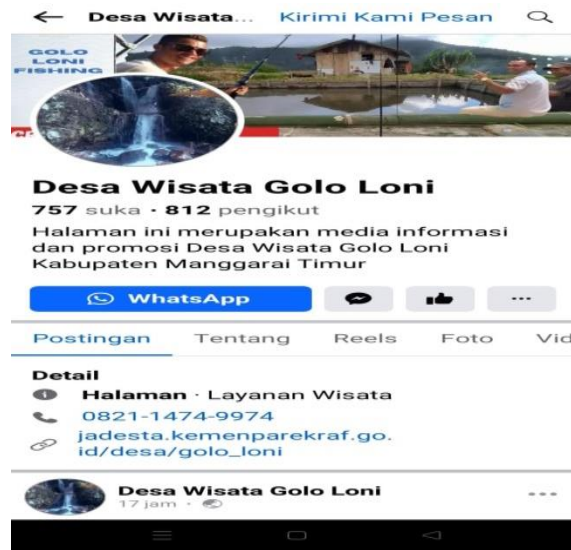 Desa Wisata... Kirimi Kami Pesan
GOLO
LONI
FISHING
Desa Wisata Golo Loni
757 suka · 812 pengikut
Halaman ini merupakan media informasi
dan promosi Desa Wisata Golo Loni
Kabupaten Manggarai Timur
WhatsApp
Postingan Tentang Reels Foto Vid
Detail
Halaman · Layanan Wisata
0821-1474-9974
jadesta.kemenparekraf.go.
id/desa/golo_loni
Desa Wisata Golo Loni
17 jam ·